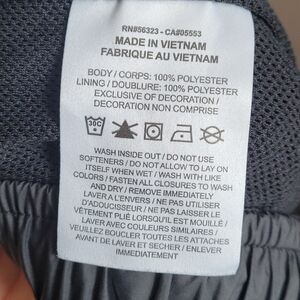 RN#56323 - CA#05553
MADE IN VIETNAM
FABRIQUE AU VIETNAM
BODY / CORPS: 100% POLYESTER
LINING / DOUBLURE: 100% POLYESTER
EXCLUSIVE OF DECORATION /
DECORATION NON COMPRISE
30C
WASH INSIDE OUT / DO NOT USE
SOFTENERS / DO NOT ALLOW TO LAY ON
ITSELF WHEN WET / WASH WITH LIKE
COLORS / FASTEN ALL CLOSURES TO WASH
AND DRY / REMOVE IMMEDIATELY
LAVER A L'ENVERS / NE PAS UTILISER
D'ADOUCISSEUR / NE PAS LAISSER LE
VÊTEMENT PLIÉ LORSQU'IL EST MOUILLÉ /
LAVER AVEC COULEURS SIMILAIRES /
VEUILLEZ BOUCLER TOUTES LES ATTACHES
AVANT DE LAVER ET SECHER / ENLEVER
IMMEDIATEMENT